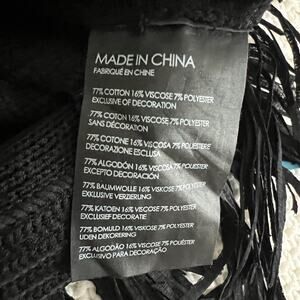 MADE IN CHINA
FABRIQUÉ EN CHINE
77% COTTON 16% VISCOSE 7% POLYESTER
EXCLUSIVE OF DECORATION
77% COTON 16% VISCOSE 7% POLYESTER
SANS DÉCORATION
77% COTONE 16% VISCOSA 7% POLIESTERE
DECORAZIONE ESCLUSA
77% ALGODÓN 16% VISCOSA 7% POLIÉSTER
EXCEPTO DECORACIÓN
77% BAUMWOLLE 16% VISKOSE 7% POLYESTER
EXKLUSIVE VERZIERUNG
77% KATOEN 16% VISCOSE 7% POLYESTER
EXCLUSIEF DECORATIE
77% BOMULD 16% VISKOSE 7% POLYESTER
UDEN DEKORERING
77% ALGODÃO 16% VISCOSE 7% POLIÉSTER
EXCLUSIVO PARA DECORAÇÃO